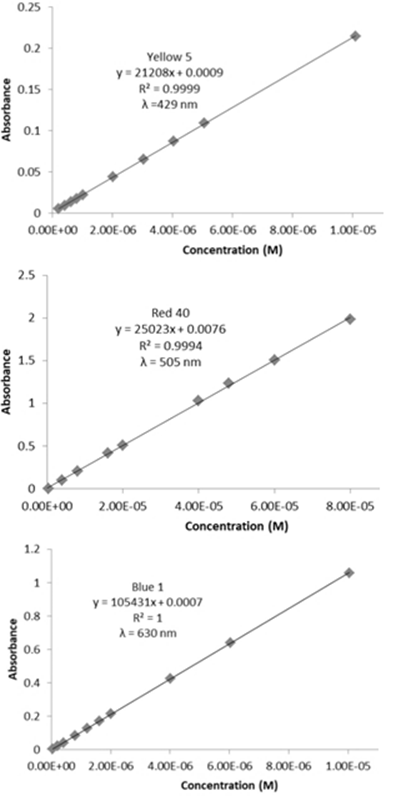 0.25
0.2
0.15
0.1
0.05
0
Absorbance
Yellow 5
y = 21208x + 0.0009
R² = 0.9999
λ =429 nm
0.00E+00 2.00E-06 4.00E-06 6.00E-06 8.00E-06 1.00E-05
Concentration (M)
2.5
2
1.5
1
0.5
0
Absorbance
Red 40
y = 25023x + 0.0076
R² = 0.9994
λ = 505 nm
0.00E+00 2.00E-05 4.00E-05 6.00E-05 8.00E-05
Concentration (M)
1.2
1
0.8
0.6
0.4
0.2
0
Absorbance
Blue 1
y = 105431x + 0.0007
R² = 1
λ = 630 nm
0.00E+00 2.00E-06 4.00E-06 6.00E-06 8.00E-06 1.00E-05
Concentration (M)